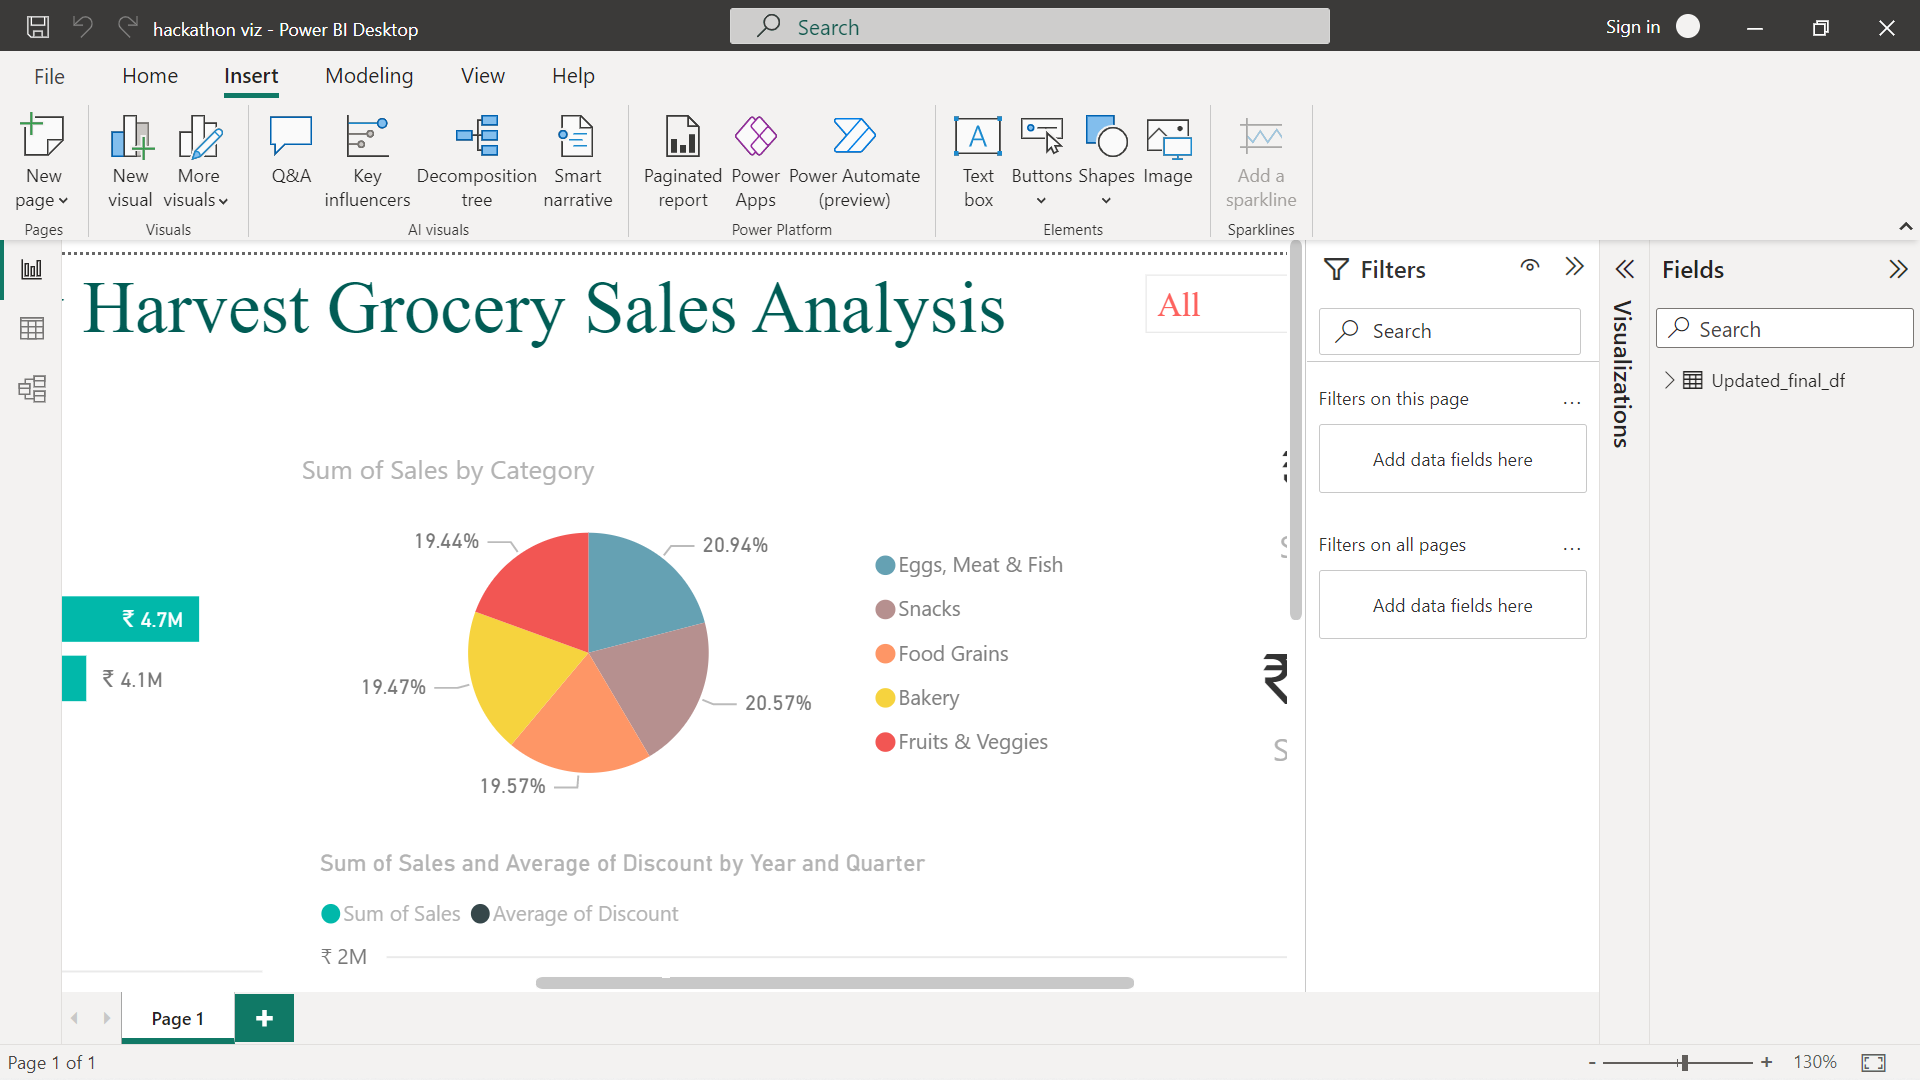 hackathon viz - Power BI Desktop
Search
Sign in
File
Home
Insert
Modeling
View
Help
New page
New visual
More visuals
Q&A
Key influencers
Decomposition tree
Smart narrative
Paginated report
Power Apps
Power Automate (preview)
Text box
Buttons
Shapes
Image
Add a sparkline
Pages
Visuals
AI visuals
Power Platform
Elements
Sparklines
Harvest Grocery Sales Analysis
All
Sum of Sales by Category
19.44%
20.94%
19.47%
20.57%
19.57%
Eggs, Meat & Fish
Snacks
Food Grains
Bakery
Fruits & Veggies
₹ 4.7M
₹ 4.1M
₹
S
Sum of Sales and Average of Discount by Year and Quarter
Sum of Sales
Average of Discount
₹ 2M
Filters
Search
Filters on this page
...
Add data fields here
Filters on all pages
...
Add data fields here
Visualizations
Fields
Search
Updated_final_df
Page 1
Page 1 of 1
- + 130%